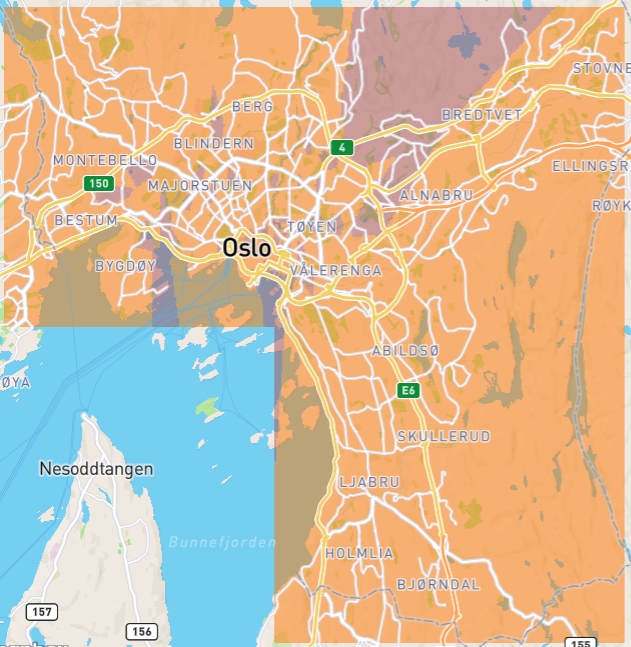 STOVNE
BERG
BREDTVET
BLINDERN
4
MONTEBELLO
ELLINGSR
150
MAJORSTUEN
ALNABRU
RØYK
BESTUM
TØYEN
Oslo
BYGDØY
VÅLERENGA
ABILDSØ
ØYA
E6
SKULLERUD
Nesoddtangen
LJABRU
Bunnefjorden
HOLMLIA
BJØRNDAL
157
156
155